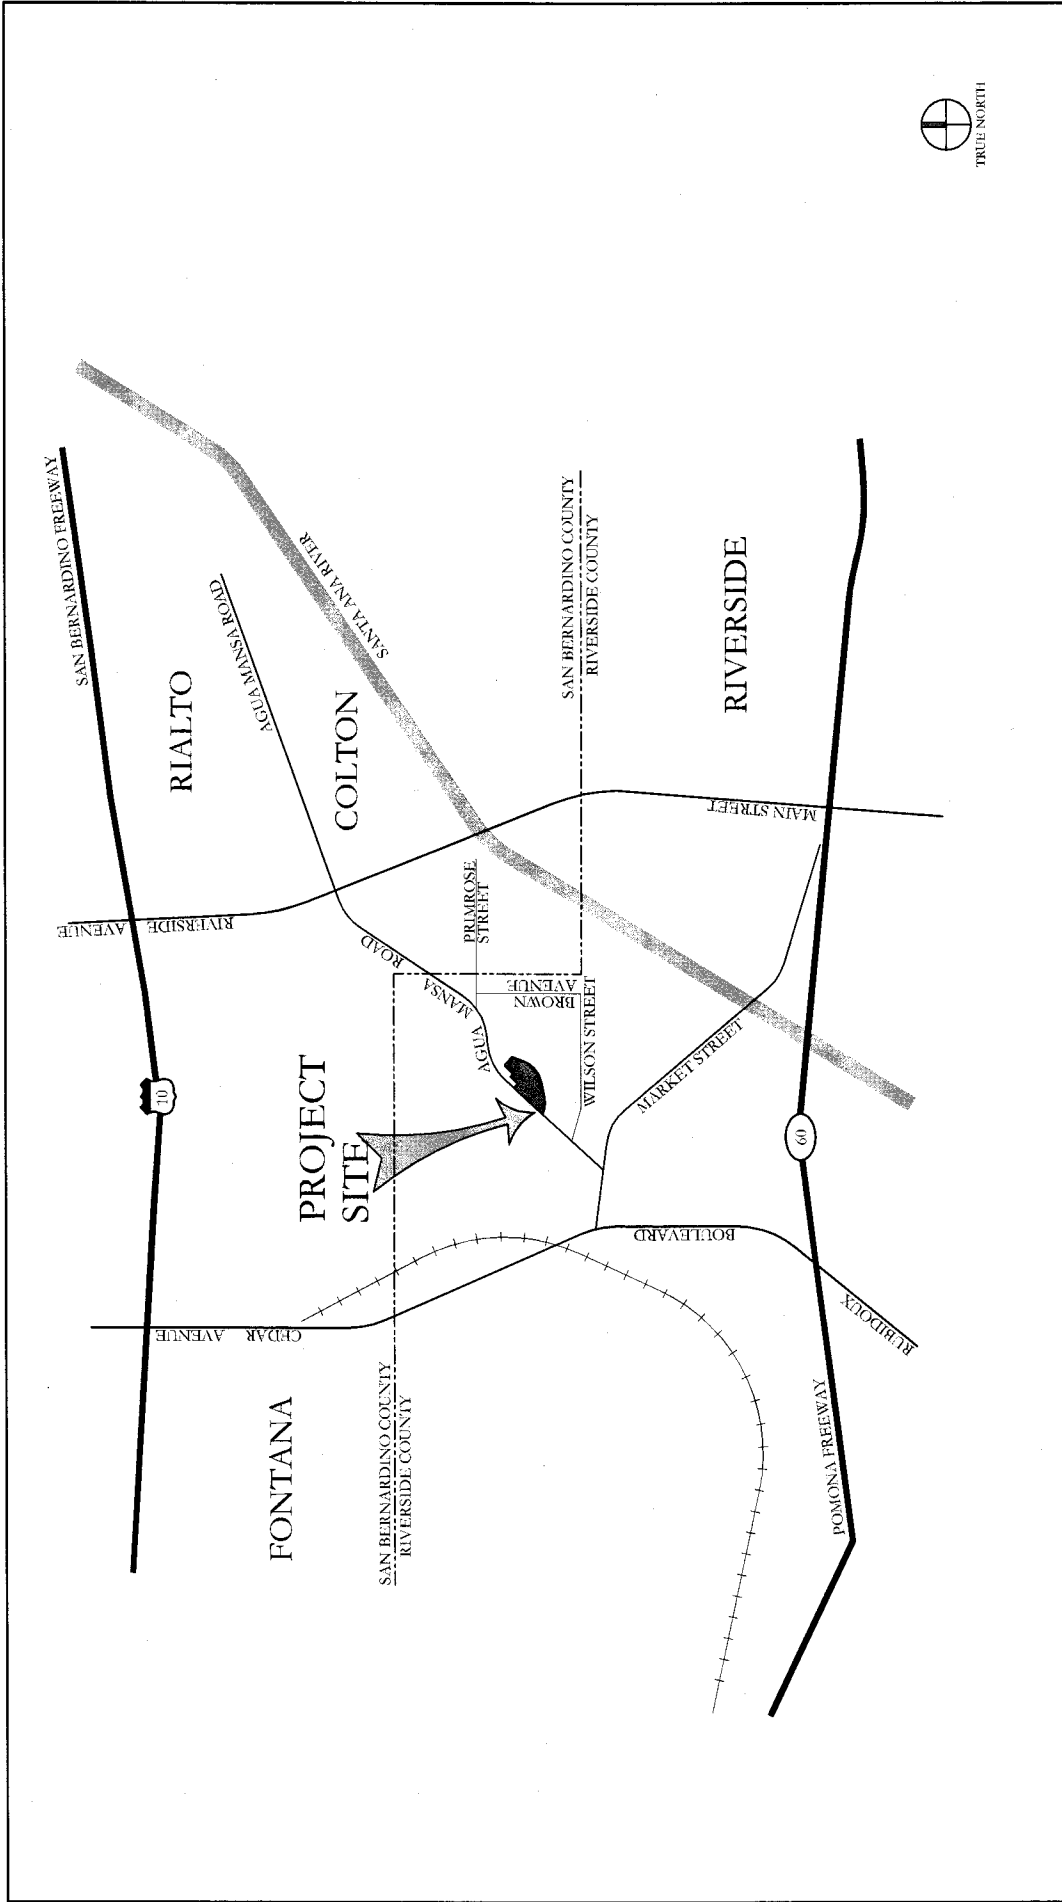 SAN BERNARDINO FREEWAY
10
RIALTO
FONTANA
COLTON
PROJECT
SITE
RIVERSIDE
AVENUE
CEDAR
AVENUE
AGUA MANSA ROAD
SANTA ANA RIVER
AGUA
MANSA
ROAD
PRIMROSE
STREET
BROWN
AVENUE
WILSON STREET
SAN BERNARDINO COUNTY
RIVERSIDE COUNTY
SAN BERNARDINO COUNTY
RIVERSIDE COUNTY
RIVERSIDE
MARKET STREET
MAIN STREET
RUBIDOUX
BOULEVARD
60
POMONA FREEWAY
TRUE NORTH